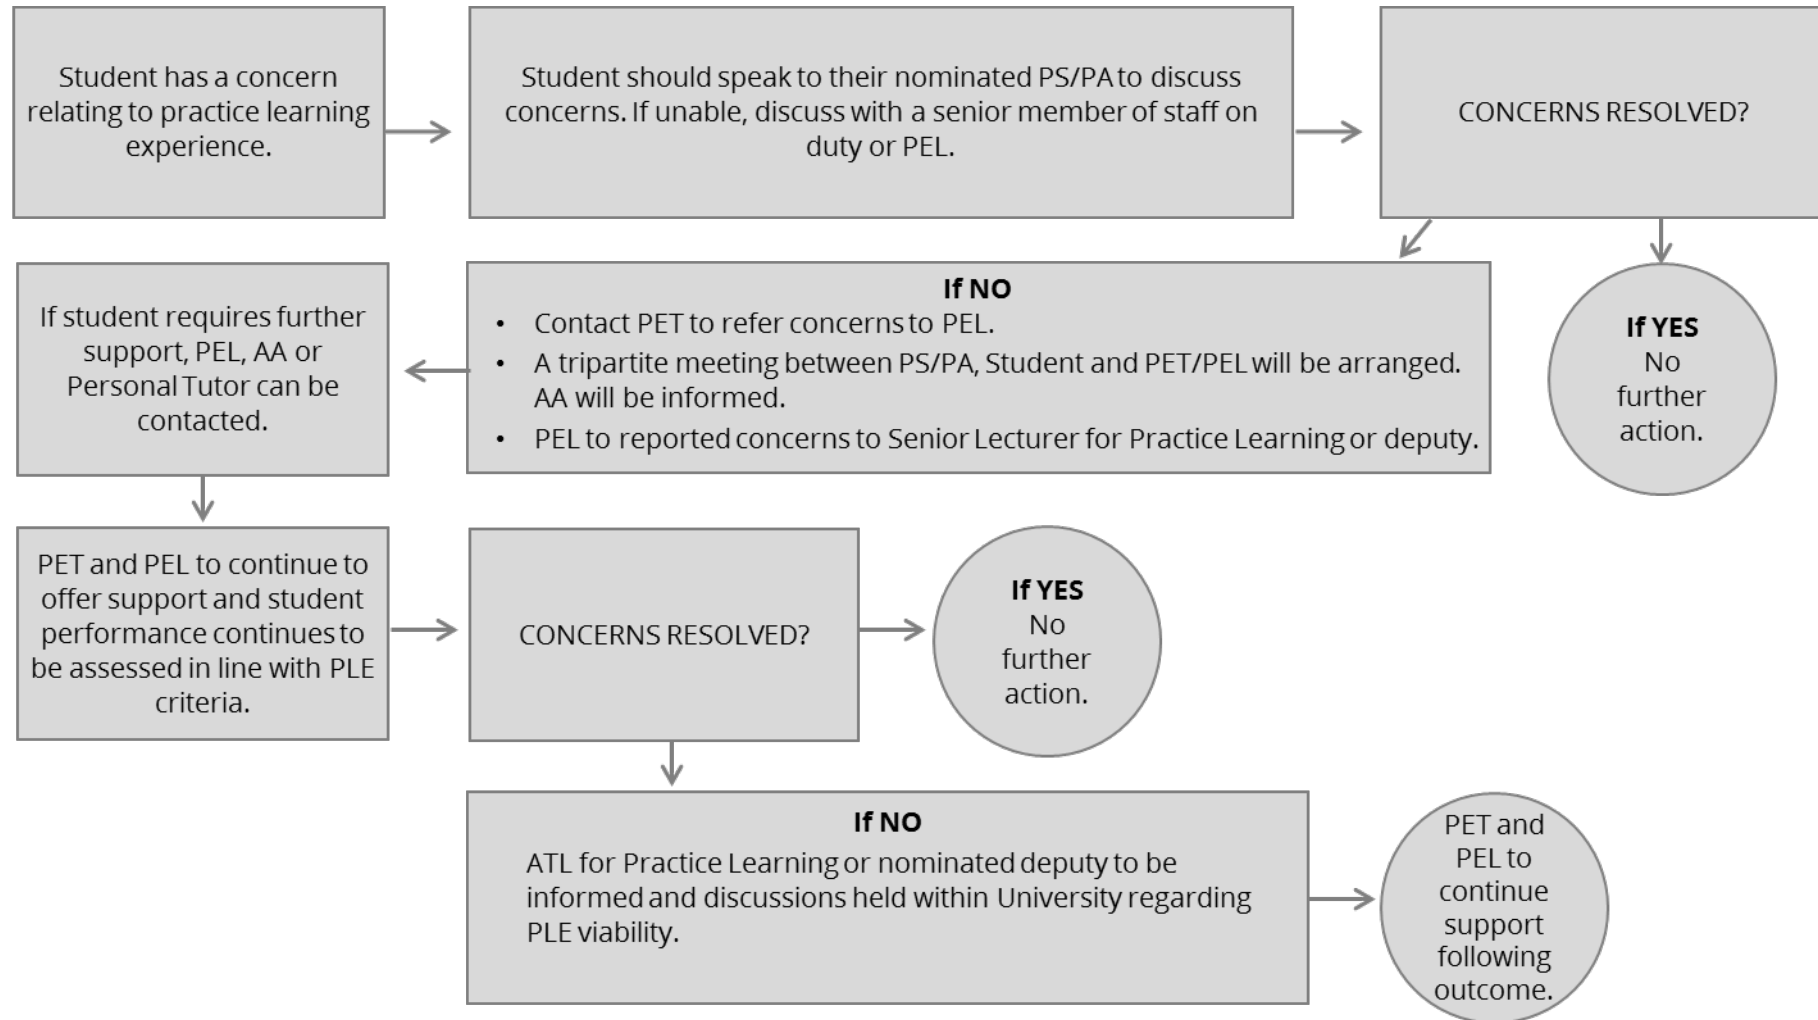 Student has a concern
relating to practice learning
experience.
Student should speak to their nominated PS/PA to discuss
concerns. If unable, discuss with a senior member of staff on
duty or PEL.
CONCERNS RESOLVED?
If YES
No
further
action.
If NO
• Contact PET to refer concerns to PEL.
• A tripartite meeting between PS/PA, Student and PET/PEL will be arranged.
AA will be informed.
• PEL to reported concerns to Senior Lecturer for Practice Learning or deputy.
If student requires further
support, PEL, AA or
Personal Tutor can be
contacted.
PET and PEL to continue to
offer support and student
performance continues to
be assessed in line with PLE
criteria.
CONCERNS RESOLVED?
If YES
No
further
action.
If NO
ATL for Practice Learning or nominated deputy to be
informed and discussions held within University regarding
PLE viability.
PET and
PEL to
continue
support
following
outcome.